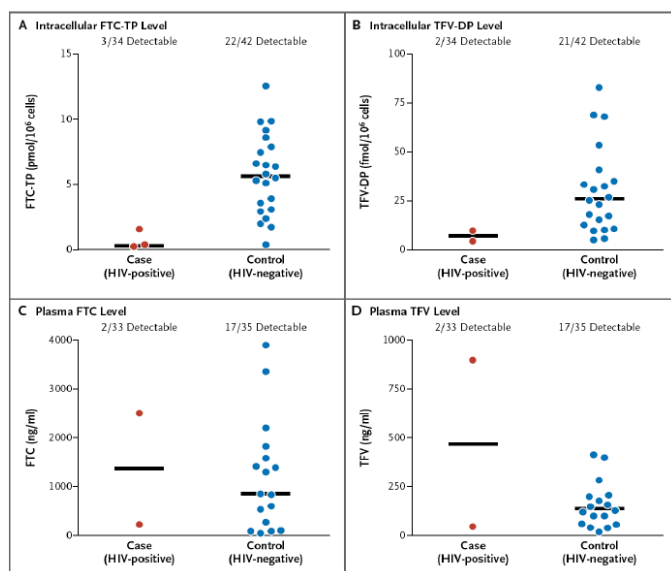 A Intracellular FTC-TP Level
3/34 Detectable 22/42 Detectable
15
10
5
0
FTC-TP (pmol/10⁶ cells)
Case
(HIV-positive)
Control
(HIV-negative)
B Intracellular TFV-DP Level
2/34 Detectable 21/42 Detectable
100
75
50
25
0
TFV-DP (fmol/10⁶ cells)
Case
(HIV-positive)
Control
(HIV-negative)
C Plasma FTC Level
2/33 Detectable 17/35 Detectable
4000
3000
2000
1000
0
FTC (ng/ml)
Case
(HIV-positive)
Control
(HIV-negative)
D Plasma TFV Level
2/33 Detectable 17/35 Detectable
1000
750
500
250
0
TFV (ng/ml)
Case
(HIV-positive)
Control
(HIV-negative)